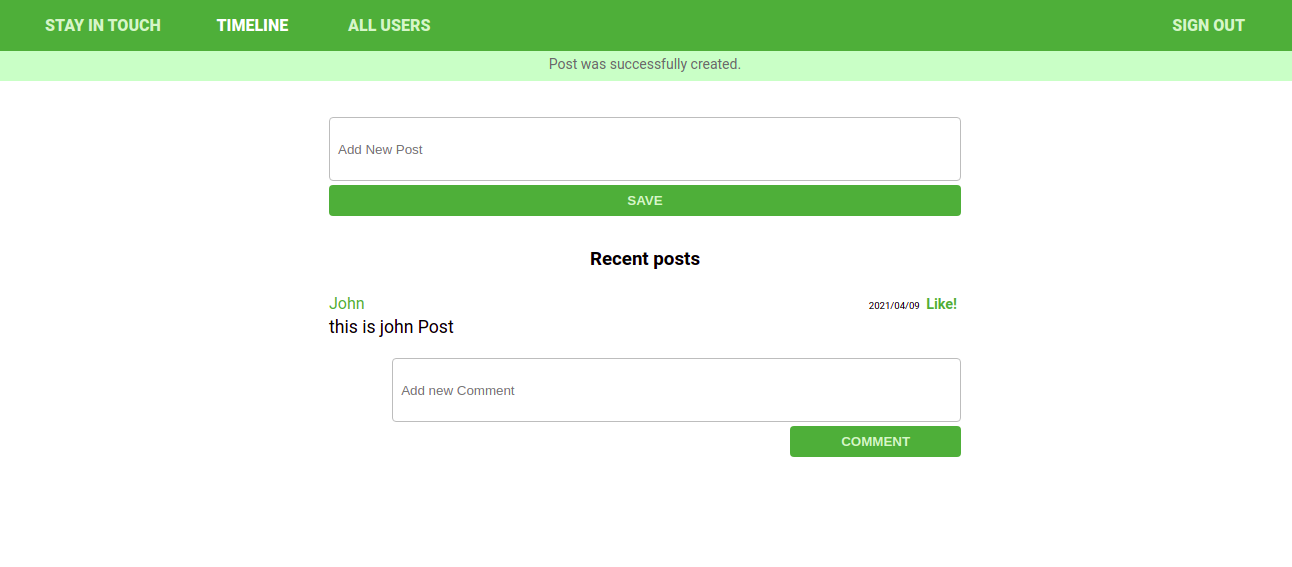 STAY IN TOUCH TIMELINE ALL USERS SIGN OUT
Post was successfully created.
Add New Post
SAVE
Recent posts
John 2021/04/09 Like!
this is john Post
Add new Comment
COMMENT